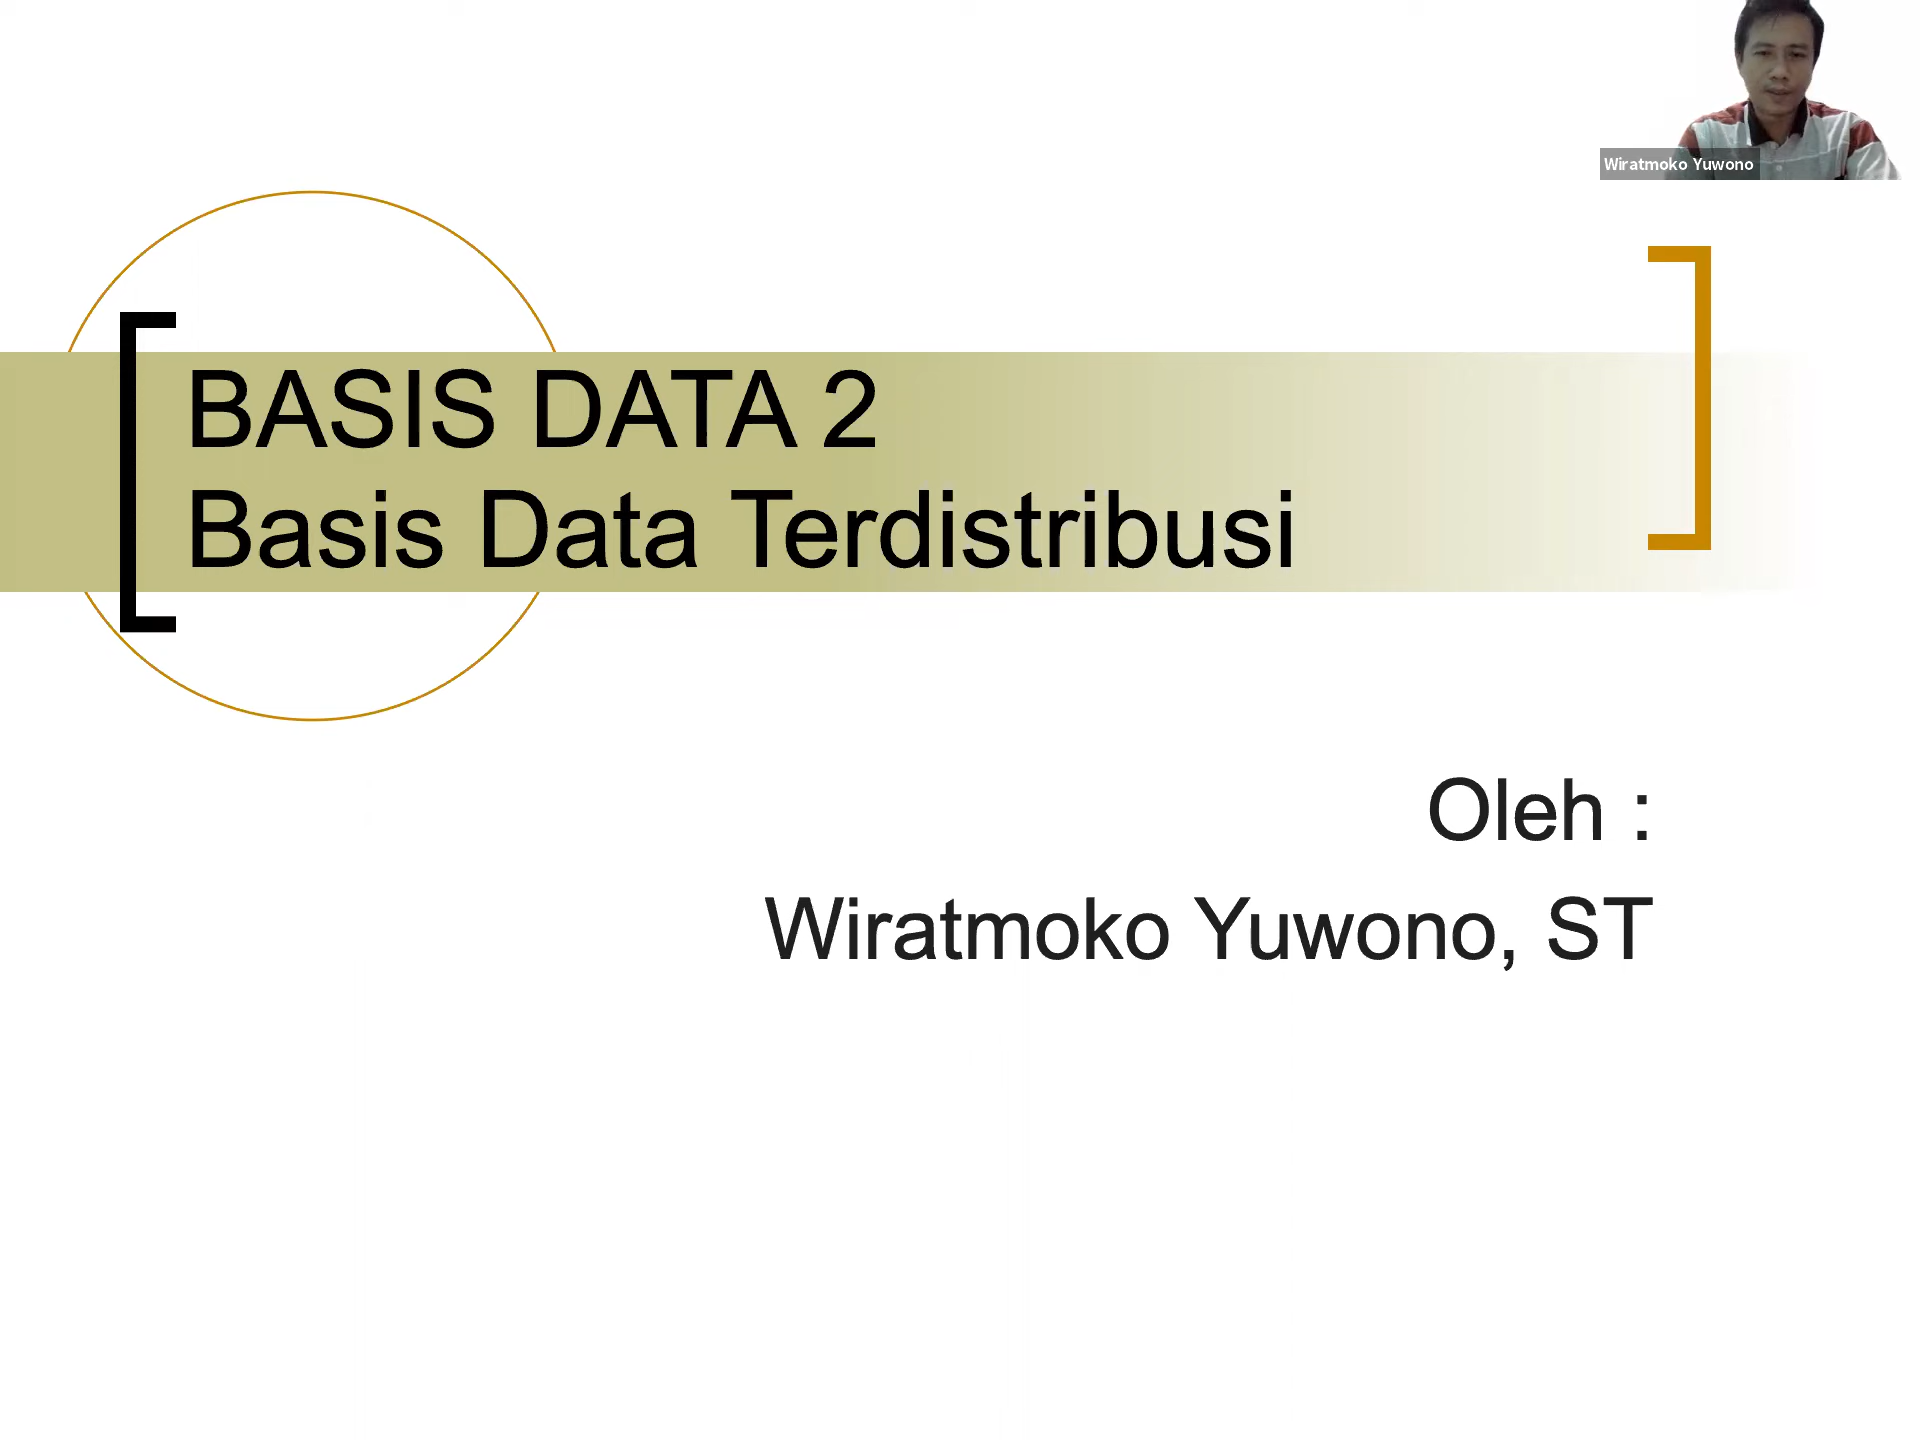 Wiratmoko Yuwono
BASIS DATA 2
Basis Data Terdistribusi
Oleh :
Wiratmoko Yuwono, ST